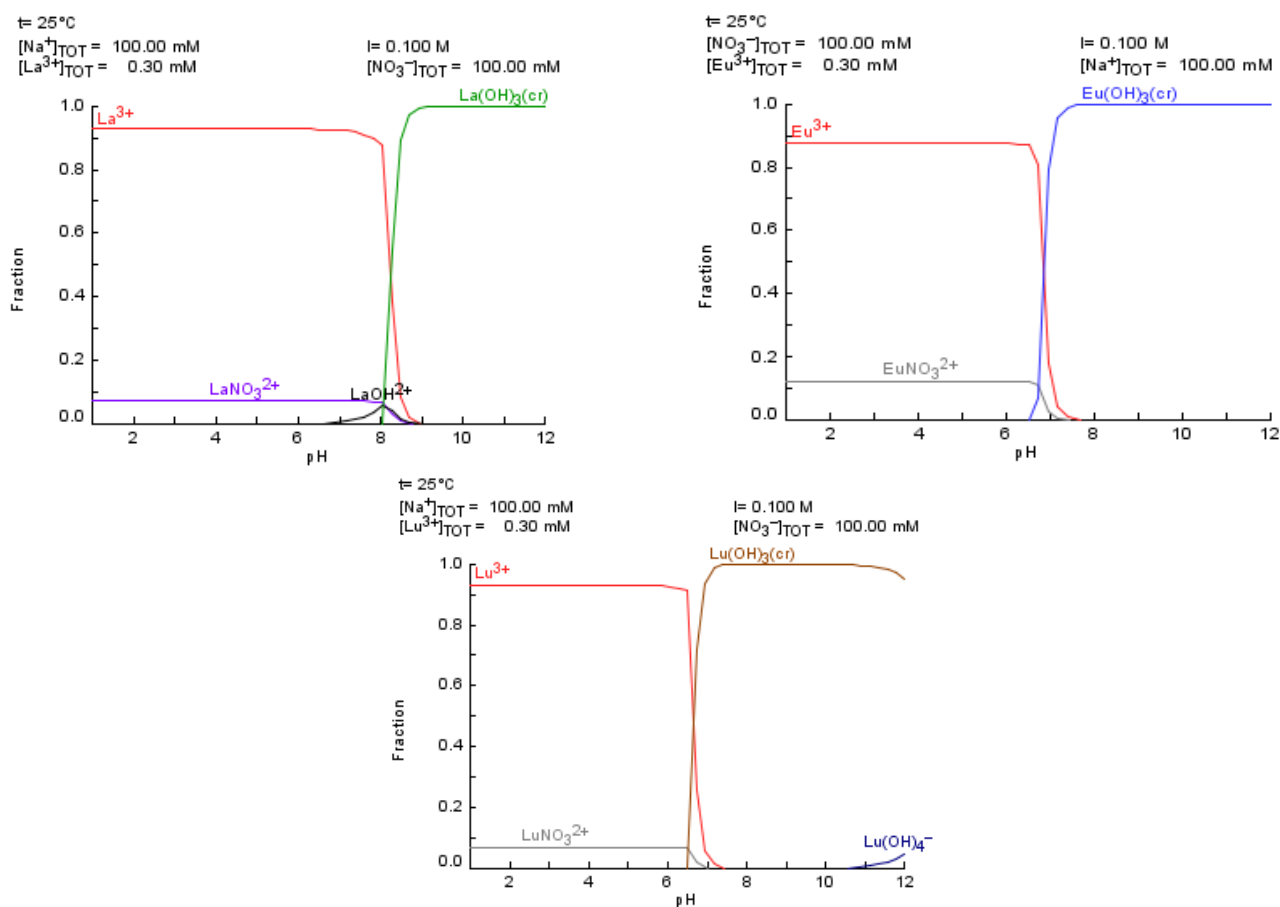 t= 25°C
[Na⁺]TOT = 100.00 mM
I= 0.100 M
[La³⁺]TOT = 0.30 mM
[NO₃⁻]TOT = 100.00 mM
La(OH)₃(cr)
La³⁺
LaNO₃²⁺
LaOH²⁺
1.0
0.8
0.6
0.4
0.2
0.0
Fraction
2 4 6 8 10 12
pH
t= 25°C
[NO₃⁻]TOT = 100.00 mM
I= 0.100 M
[Eu³⁺]TOT = 0.30 mM
[Na⁺]TOT = 100.00 mM
Eu(OH)₃(cr)
Eu³⁺
EuNO₃²⁺
1.0
0.8
0.6
0.4
0.2
0.0
Fraction
2 4 6 8 10 12
pH
t= 25°C
[Na⁺]TOT = 100.00 mM
I= 0.100 M
[Lu³⁺]TOT = 0.30 mM
[NO₃⁻]TOT = 100.00 mM
Lu(OH)₃(cr)
Lu³⁺
LuNO₃²⁺
Lu(OH)₄⁻
1.0
0.8
0.6
0.4
0.2
0.0
Fraction
2 4 6 8 10 12
pH